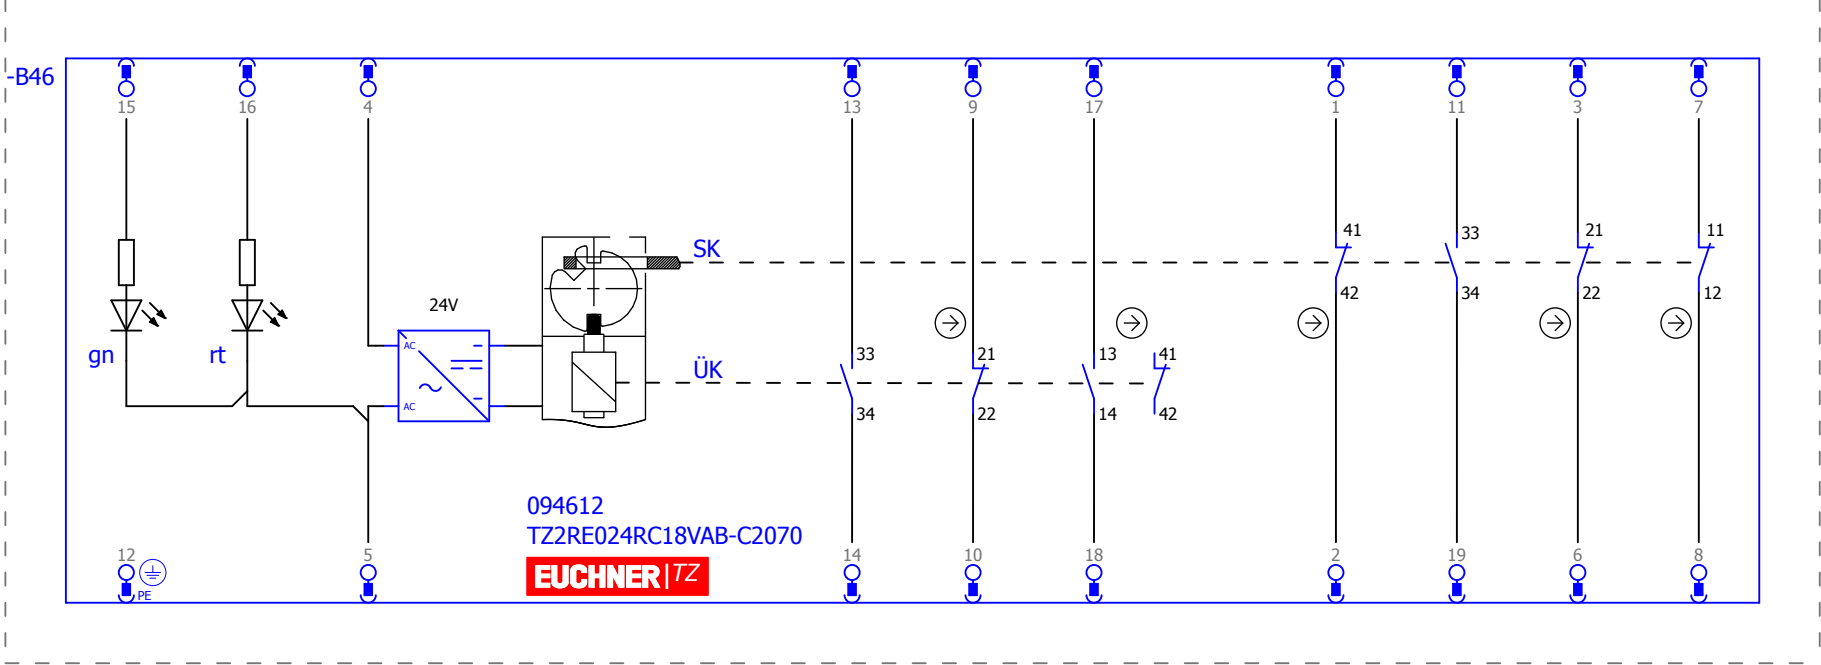 -B46
15 16 4 13 9 17 1 11 3 7
SK
41 33 21 11
42 34 22 12
24V
gn rt
AC
AC
ÜK
33 21 13 41
34 22 14 42
094612
TZ2RE024RC18VAB-C2070
EUCHNER|TZ
12 5 14 10 18 2 19 6 8
PE